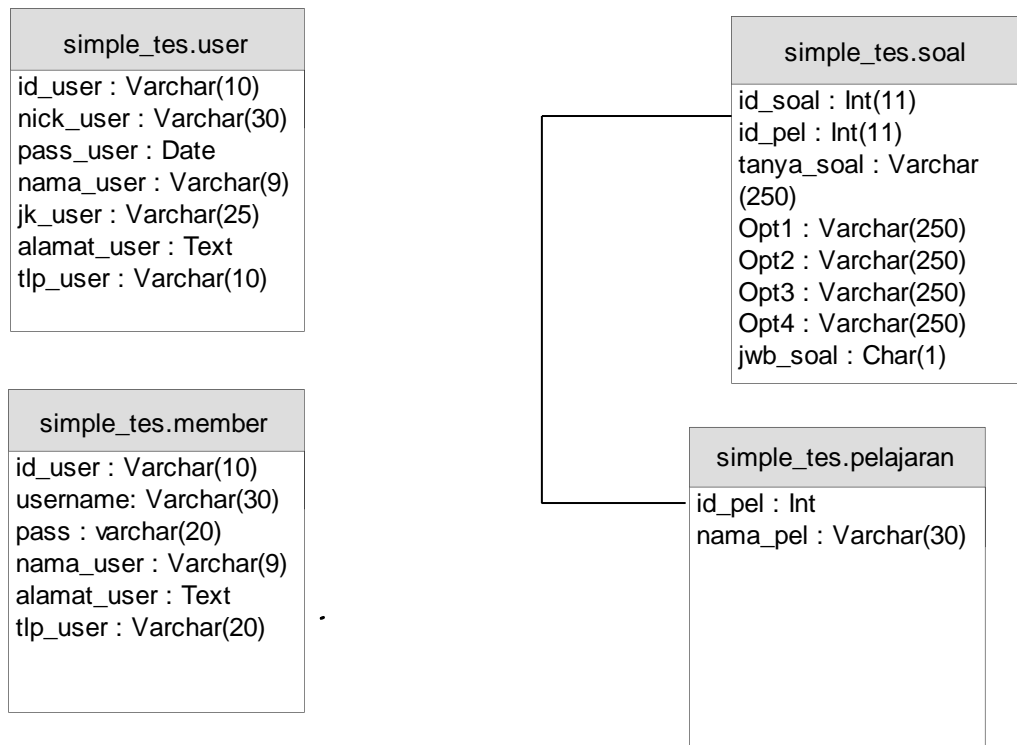 simple_tes.user
id_user : Varchar(10)
nick_user : Varchar(30)
pass_user : Date
nama_user : Varchar(9)
jk_user : Varchar(25)
alamat_user : Text
tlp_user : Varchar(10)
simple_tes.member
id_user : Varchar(10)
username: Varchar(30)
pass : varchar(20)
nama_user : Varchar(9)
alamat_user : Text
tlp_user : Varchar(20)
simple_tes.soal
id_soal : Int(11)
id_pel : Int(11)
tanya_soal : Varchar
(250)
Opt1 : Varchar(250)
Opt2 : Varchar(250)
Opt3 : Varchar(250)
Opt4 : Varchar(250)
jwb_soal : Char(1)
simple_tes.pelajaran
id_pel : Int
nama_pel : Varchar(30)